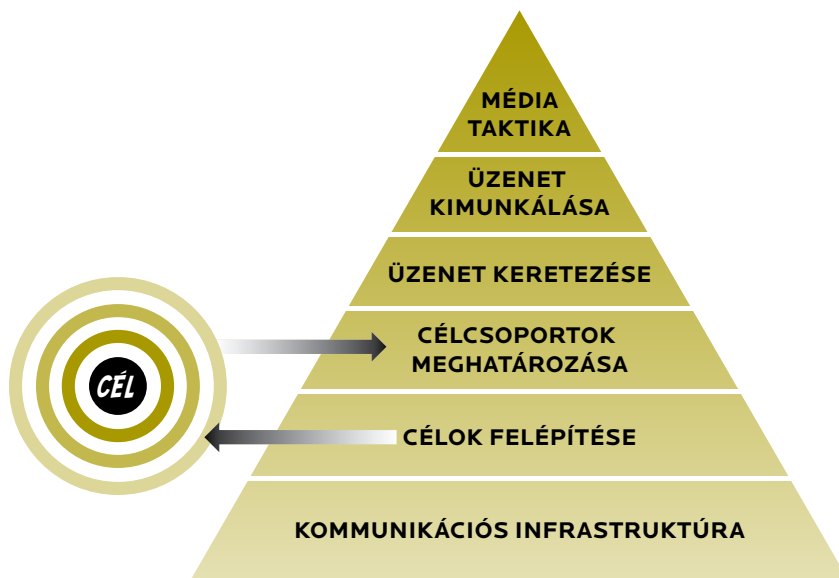 MÉDIA
TAKTIKA
ÜZENET
KIMUNKÁLÁSA
ÜZENET KERETEZÉSE
CÉLCSOPORTOK
MEGHATÁROZÁSA
CÉL
CÉLOK FELÉPÍTÉSE
KOMMUNIKÁCIÓS INFRASTRUKTÚRA